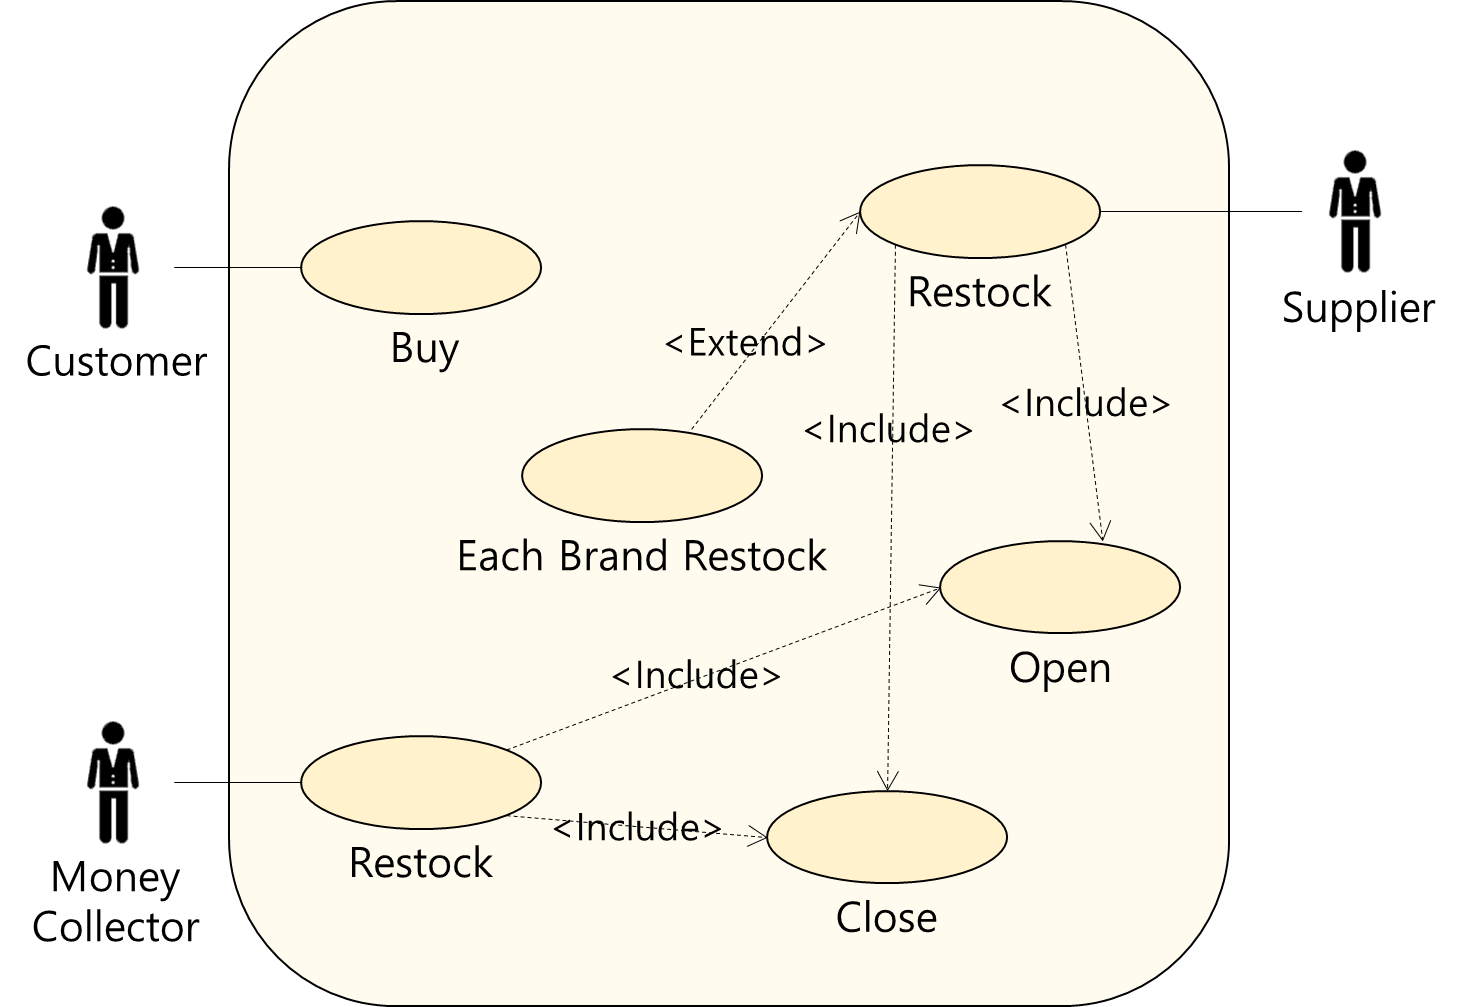 Restock
Supplier
Buy
Customer
<Extend>
<Include>
<Include>
Each Brand Restock
Open
<Include>
<Include>
Restock
Money
Collector
Close